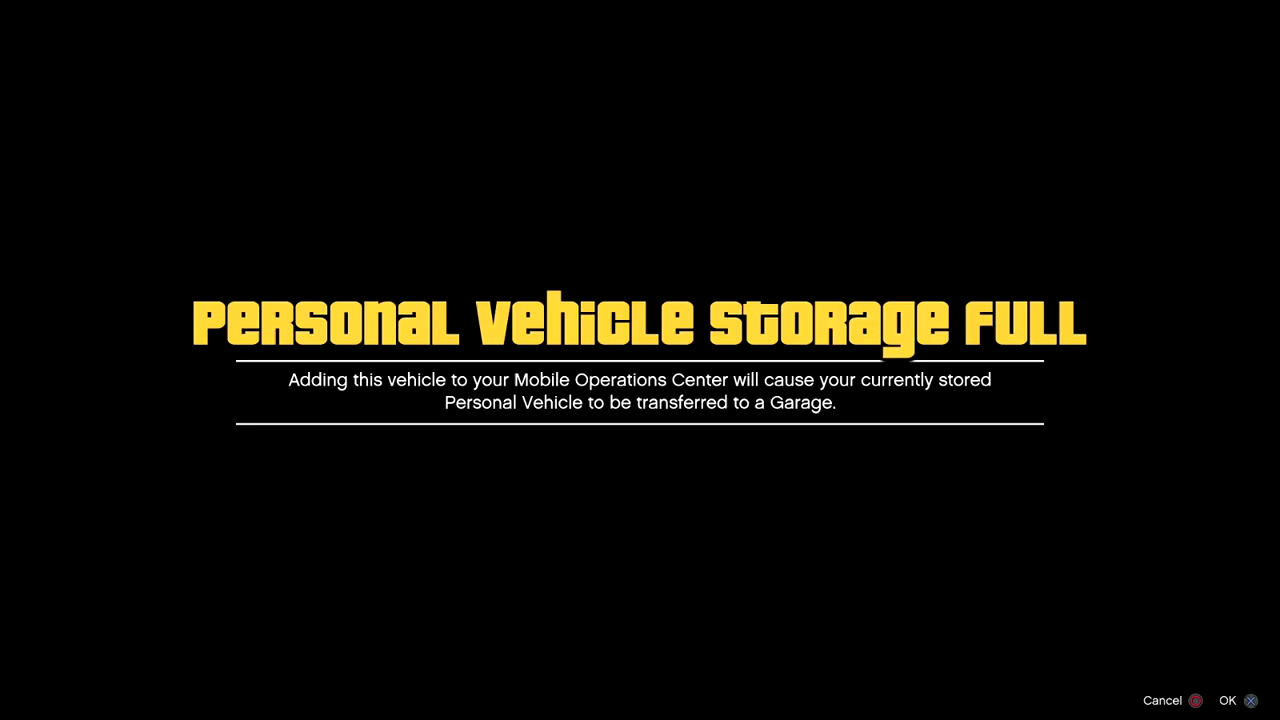 Personal Vehicle Storage Full
Adding this vehicle to your Mobile Operations Center will cause your currently stored
Personal Vehicle to be transferred to a Garage.
Cancel OK